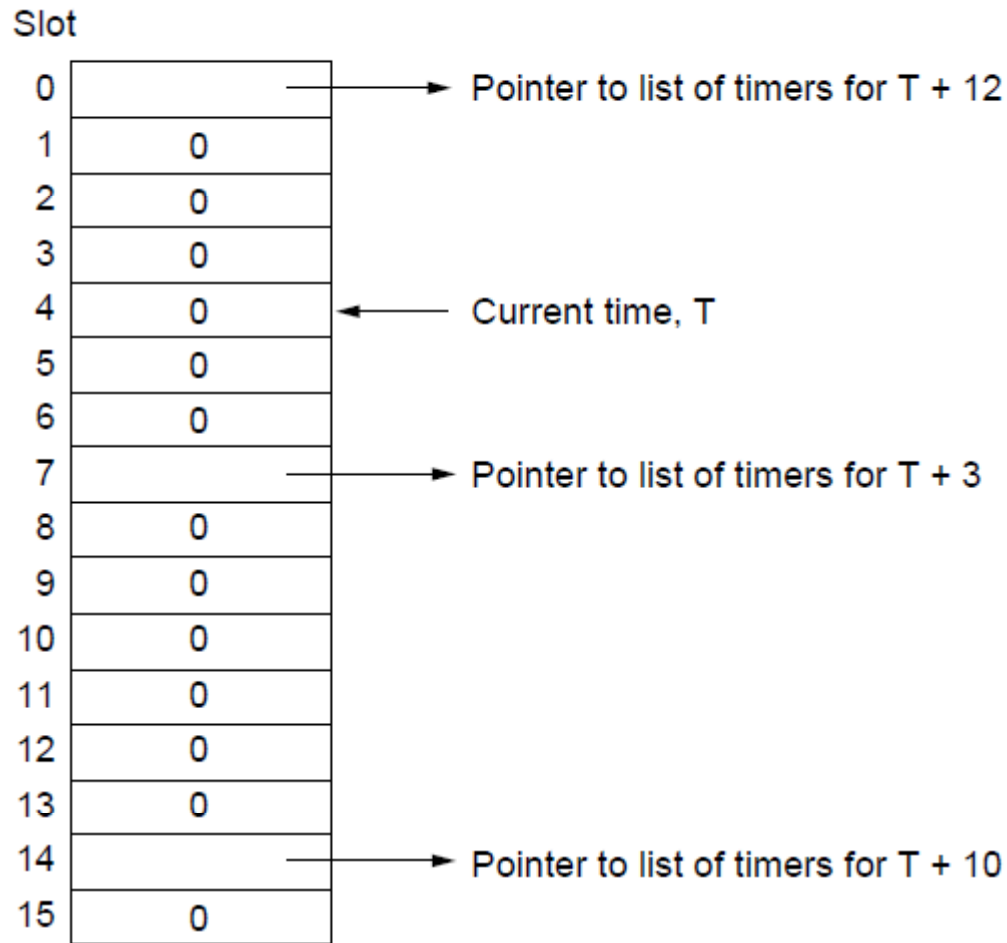 Slot
0 Pointer to list of timers for T + 12
1 0
2 0
3 0
4 0 Current time, T
5 0
6 0
7 Pointer to list of timers for T + 3
8 0
9 0
10 0
11 0
12 0
13 0
14 Pointer to list of timers for T + 10
15 0